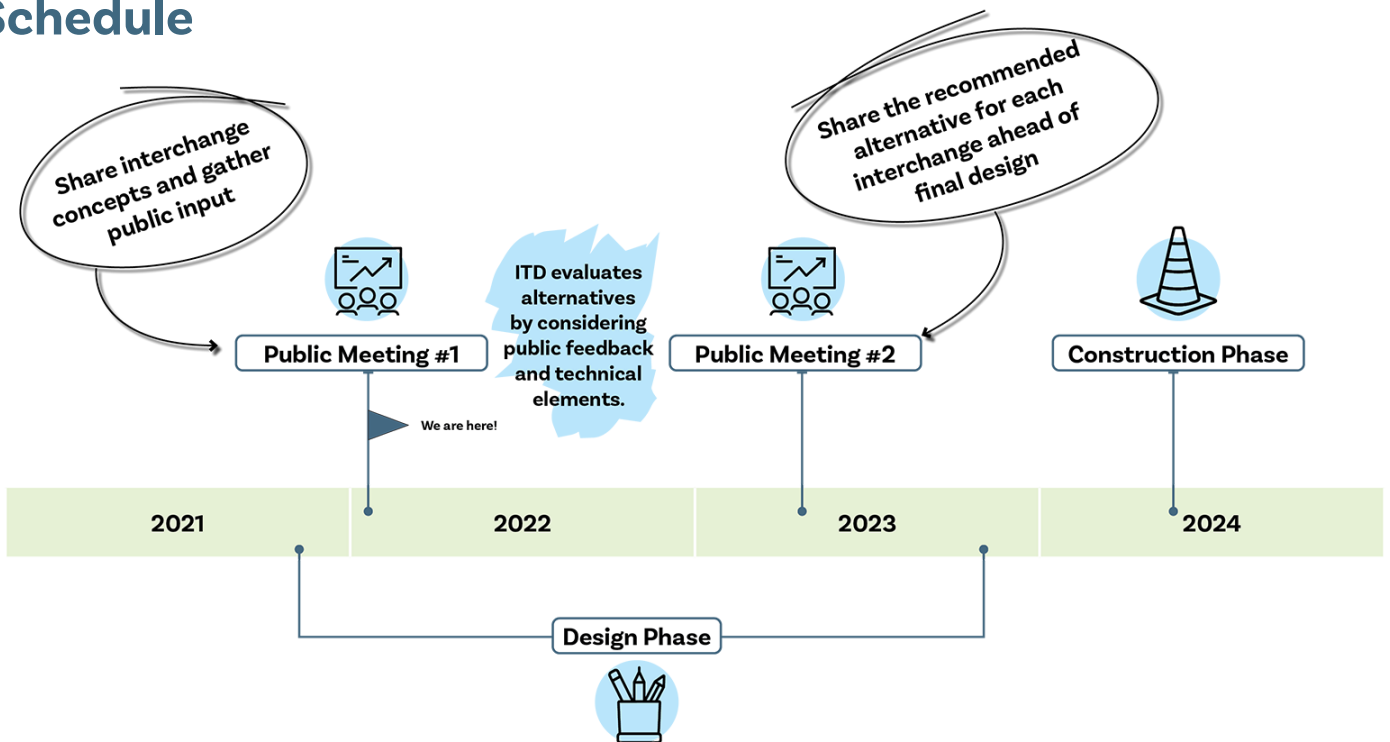 Schedule
Share interchange
concepts and gather
public input
Share the recommended
alternative for each
interchange ahead of
final design
ITD evaluates
alternatives
by considering
public feedback
and technical
elements.
Public Meeting #1
Public Meeting #2
Construction Phase
We are here!
2021
2022
2023
2024
Design Phase